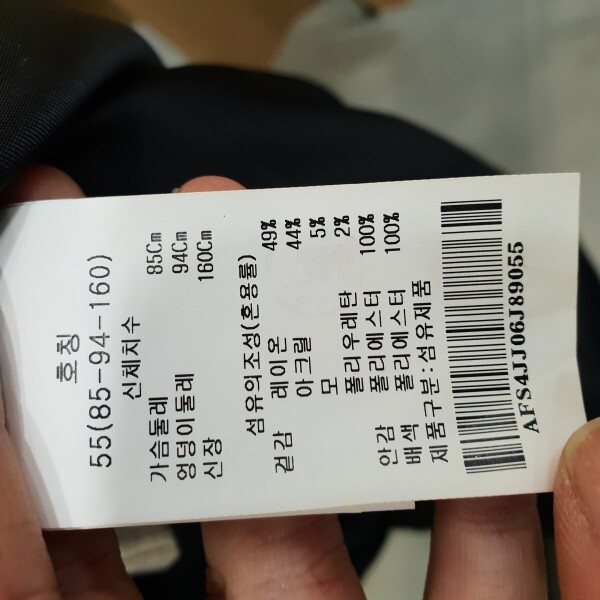 호칭
55(85-94-160)
신체치수
가슴둘레 85Cm
엉덩이둘레 94Cm
신장 160Cm
섬유의조성(혼용률)
겉감 레이온 49%
아크릴 44%
모 5%
폴리우레탄 2%
안감 폴리에스터 100%
배색 폴리에스터 100%
제품구분:섬유제품
AFS4JJ06J89055